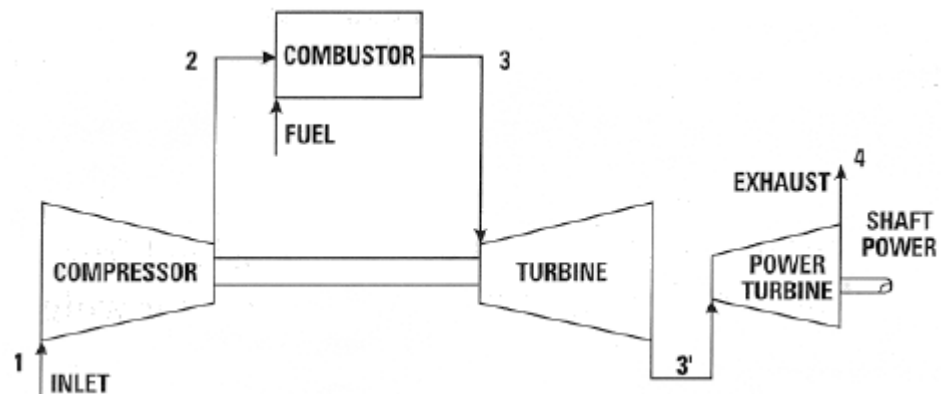 2
COMBUSTOR
3
FUEL
COMPRESSOR
TURBINE
EXHAUST
4
SHAFT
POWER
POWER
TURBINE
1
INLET
3'